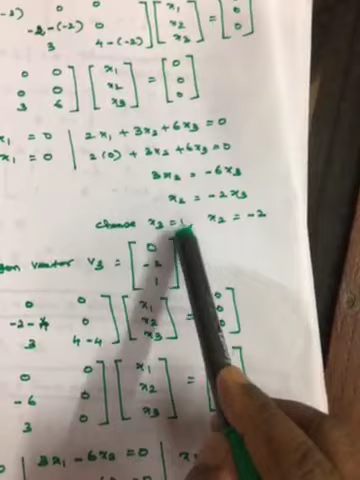 -2) 0 0
-2-(-2) 0 x₁ 0
3 4-(-2) x₂ = 0
x₃
0 0 x₁ 0
0 0 x₂ = 0
3 6 x₃ 0
x₁ = 0 | 2x₁ + 3x₂ + 6x₃ = 0
x₁ = 0 | 2(0) + 3x₂ + 6x₃ = 0
3x₂ = -6x₃
x₂ = -2x₃
choose x₃ = 1, x₂ = -2
vector v₃ = 0
-2
1
0 0 x₁ 0
-2-4 0 x₂ = 0
3 4-4 x₃
0 0 x₁
-6 0 x₂ =
3 0 x₃
0 | 3x₁ - 6x₂ = 0 |